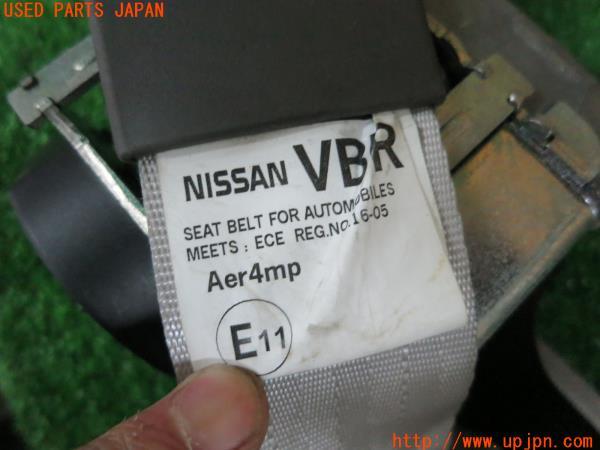 USED PARTS JAPAN
NISSAN VBR
SEAT BELT FOR AUTOMOBILES
MEETS : ECE REG.NO.16-05
Aer4mp
E11
http://www.upjpn.com/